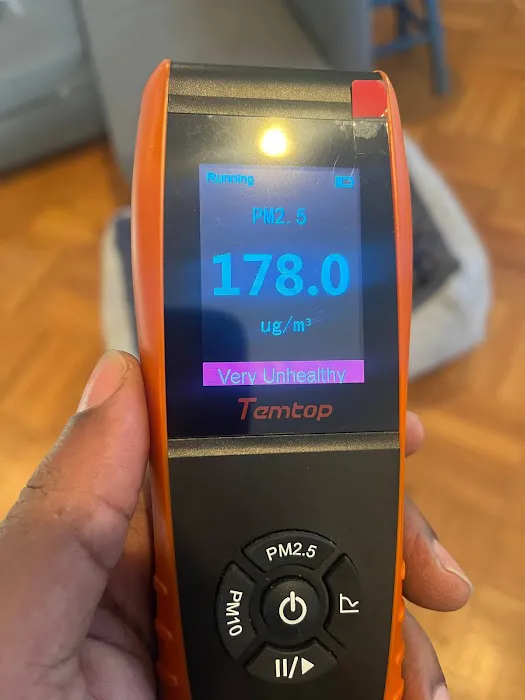 Running
PM2.5
178.0
ug/m³
Very Unhealthy
Temtop
PM2.5
PM10